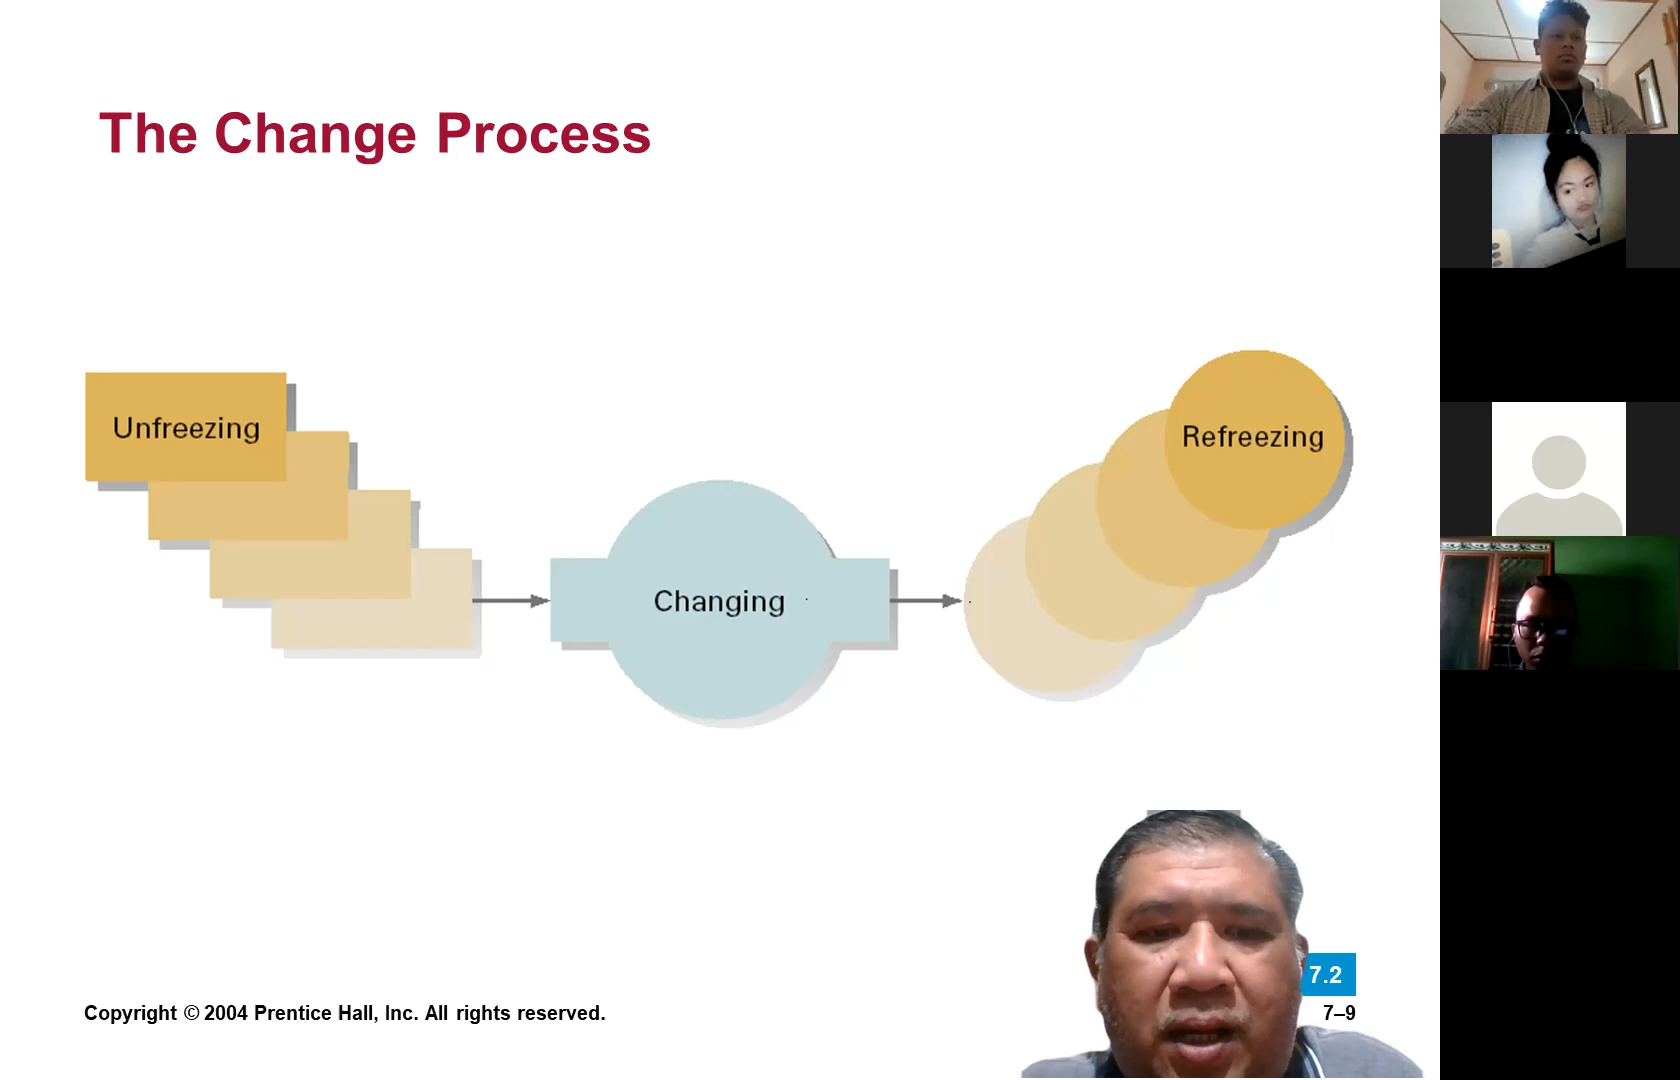 The Change Process
Unfreezing
Changing
Refreezing
7.2
Copyright © 2004 Prentice Hall, Inc. All rights reserved.
7–9